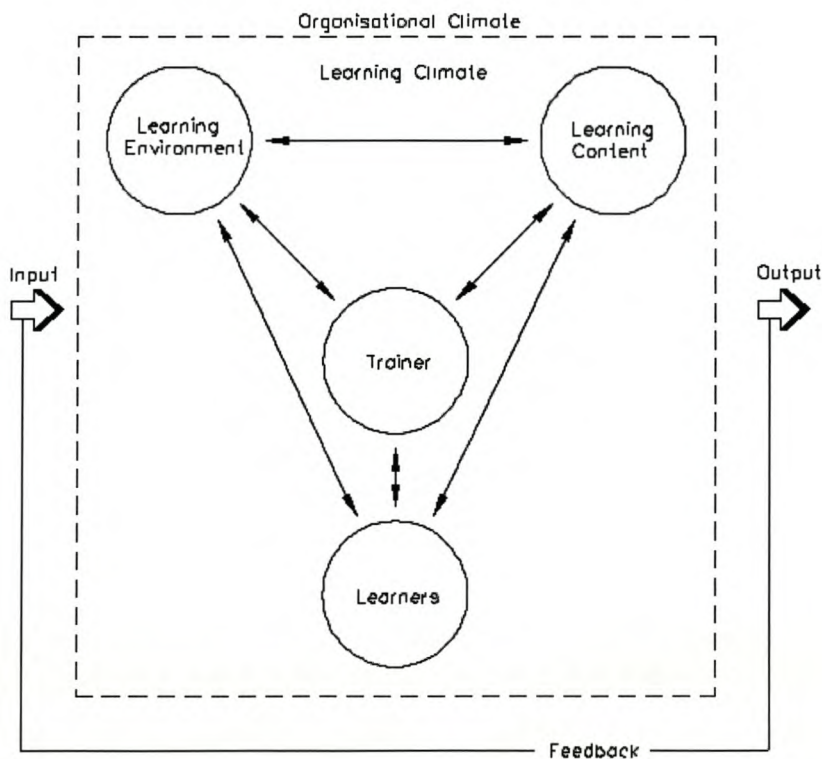 Organisational Climate
Learning Climate
Learning
Environment
Learning
Content
Input
Output
Trainer
Learners
Feedback